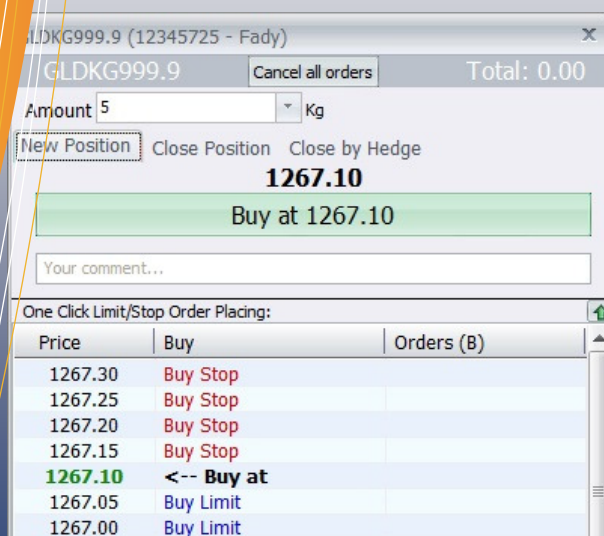 GLDKG999.9 (12345725 - Fady) x
GLDKG999.9 Cancel all orders Total: 0.00
Amount 5 Kg
New Position Close Position Close by Hedge
1267.10
Buy at 1267.10
Your comment...
One Click Limit/Stop Order Placing:
Price Buy Orders (B)
1267.30 Buy Stop
1267.25 Buy Stop
1267.20 Buy Stop
1267.15 Buy Stop
1267.10 <-- Buy at
1267.05 Buy Limit
1267.00 Buy Limit